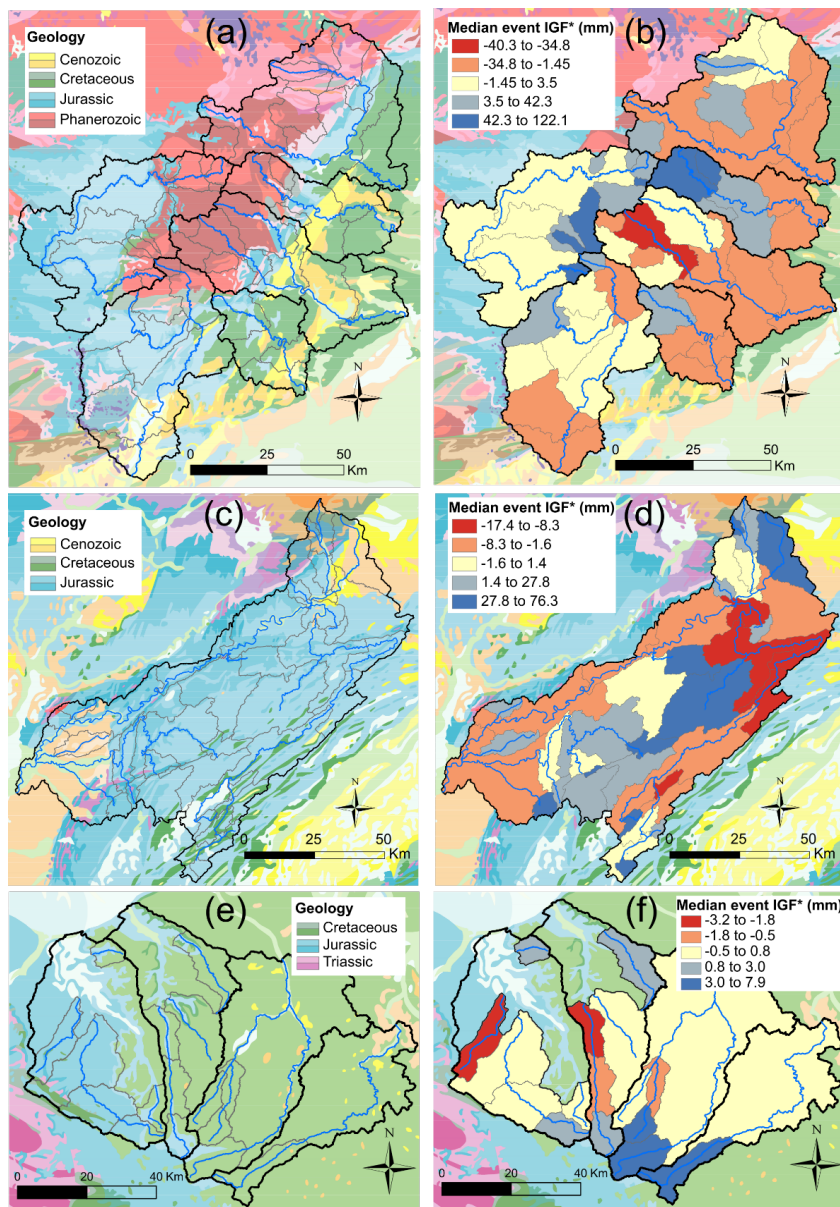 (a)
Geology
Cenozoic
Cretaceous
Jurassic
Phanerozoic
N
0 25 50
Km
(b)
Median event IGF* (mm)
-40.3 to -34.8
-34.8 to -1.45
-1.45 to 3.5
3.5 to 42.3
42.3 to 122.1
N
0 25 50
Km
(c)
Geology
Cenozoic
Cretaceous
Jurassic
N
0 25 50
Km
(d)
Median event IGF* (mm)
-17.4 to -8.3
-8.3 to -1.6
-1.6 to 1.4
1.4 to 27.8
27.8 to 76.3
N
0 25 50
Km
(e)
Geology
Cretaceous
Jurassic
Triassic
N
0 20 40 Km
(f)
Median event IGF* (mm)
-3.2 to -1.8
-1.8 to -0.5
-0.5 to 0.8
0.8 to 3.0
3.0 to 7.9
N
0 20 40 Km